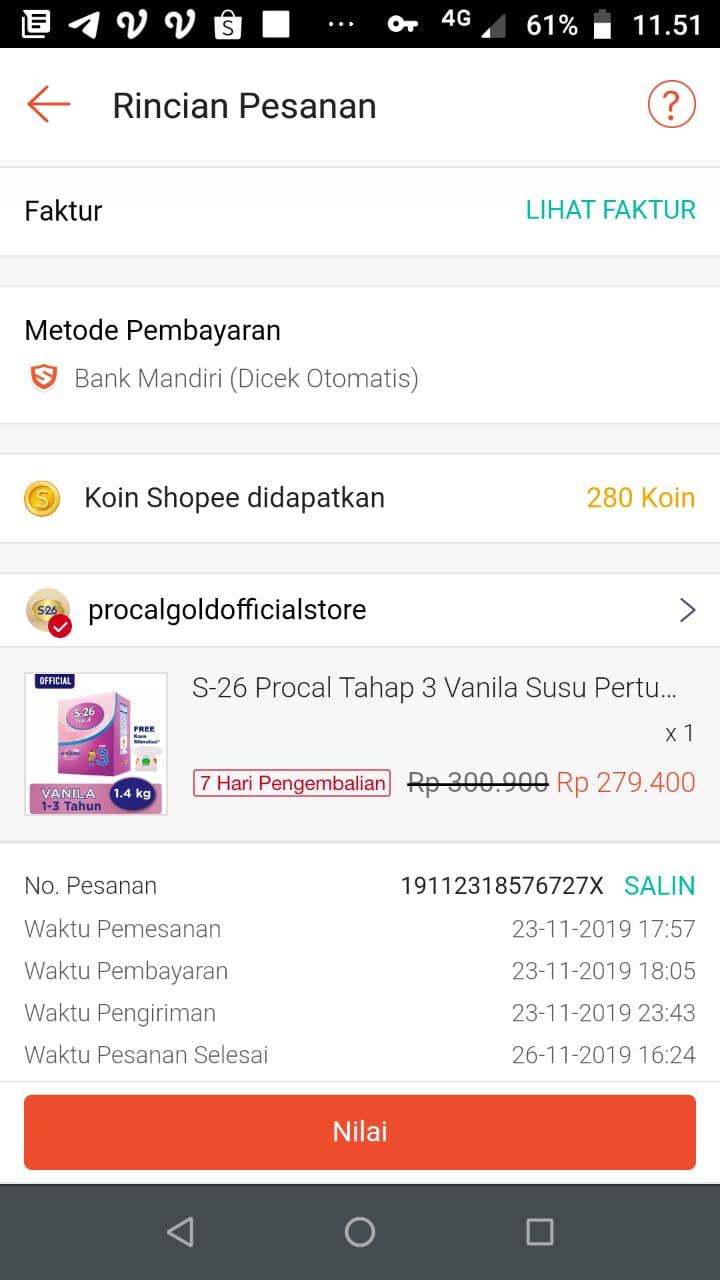 4G 61% 11.51
Rincian Pesanan ?
Faktur LIHAT FAKTUR
Metode Pembayaran
Bank Mandiri (Dicek Otomatis)
Koin Shopee didapatkan 280 Koin
S-26 procalgoldofficialstore
S-26 Procal Tahap 3 Vanila Susu Pertu...
x 1
7 Hari Pengembalian Rp 300.900 Rp 279.400
OFFICIAL
S-26
Procal
FREE
Kaos
3
VANILA 1.4 kg
1-3 Tahun
No. Pesanan 19112318576727X SALIN
Waktu Pemesanan 23-11-2019 17:57
Waktu Pembayaran 23-11-2019 18:05
Waktu Pengiriman 23-11-2019 23:43
Waktu Pesanan Selesai 26-11-2019 16:24
Nilai